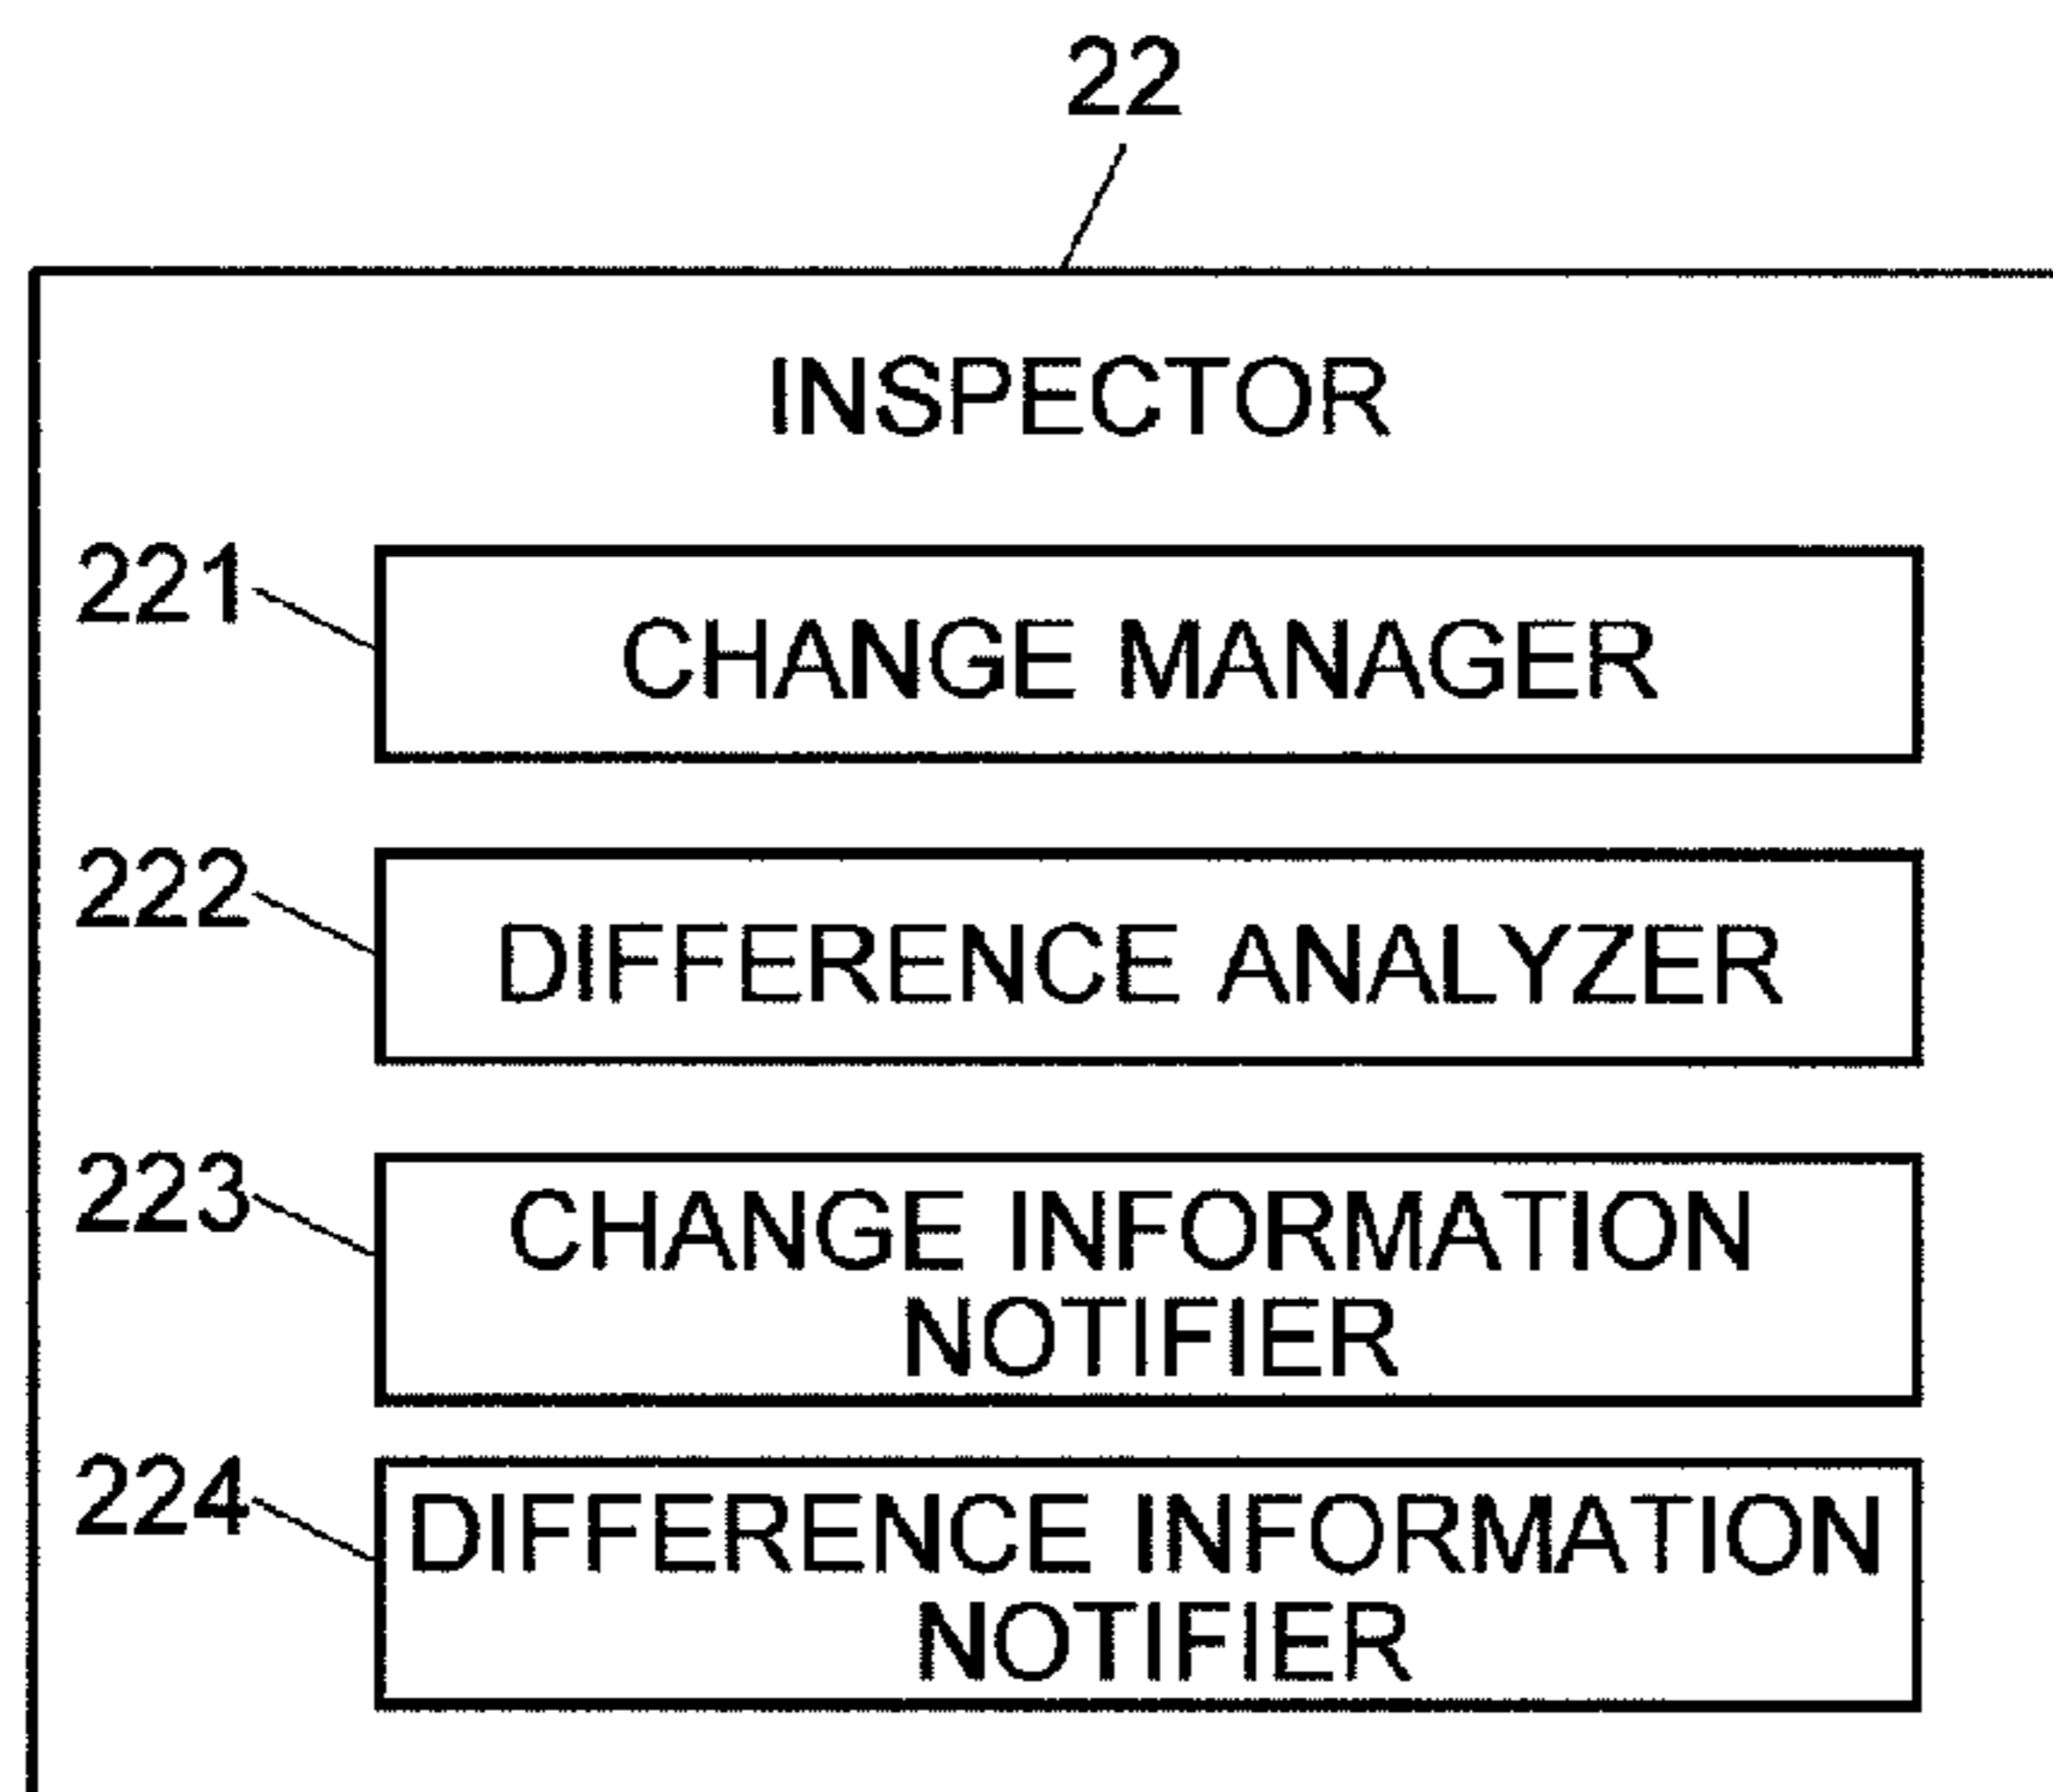 22
INSPECTOR
221
CHANGE MANAGER
222
DIFFERENCE ANALYZER
223
CHANGE INFORMATION
NOTIFIER
224
DIFFERENCE INFORMATION
NOTIFIER